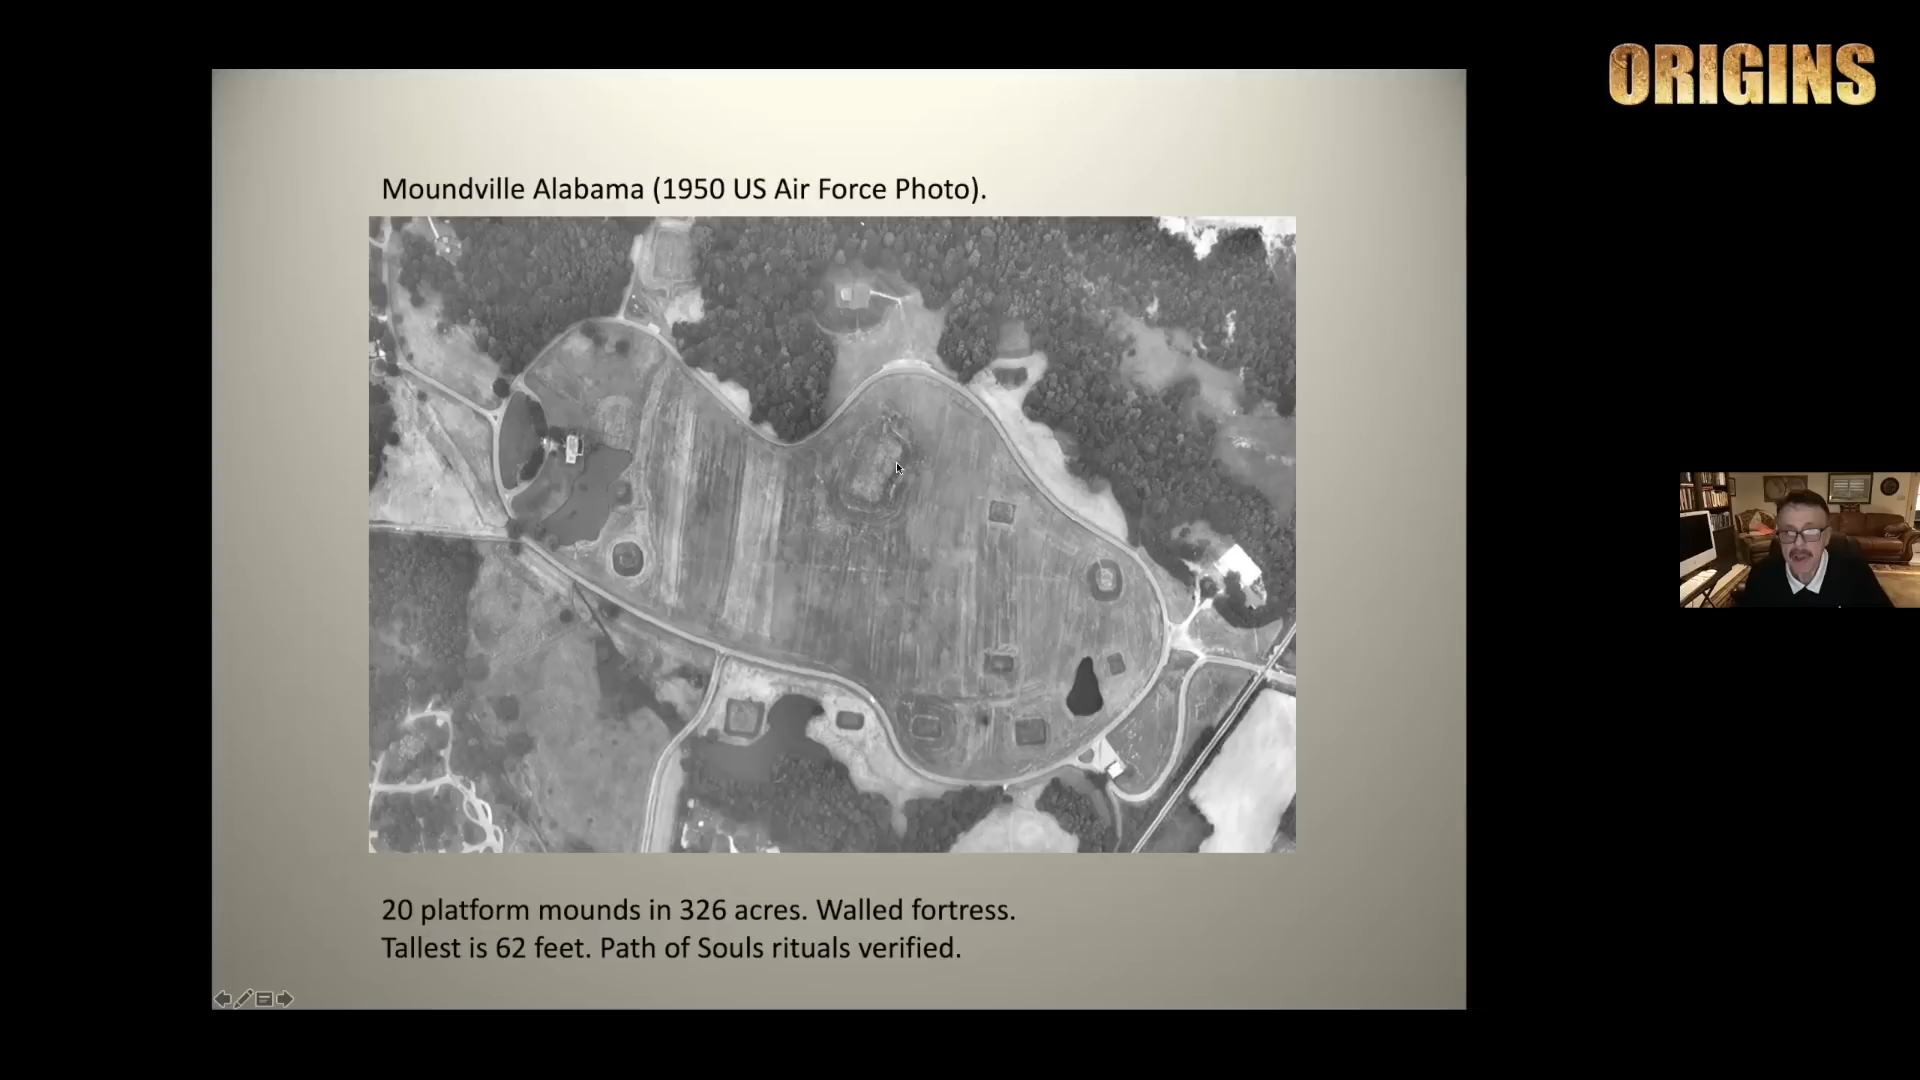 ORIGINS
Moundville Alabama (1950 US Air Force Photo).
20 platform mounds in 326 acres. Walled fortress.
Tallest is 62 feet. Path of Souls rituals verified.